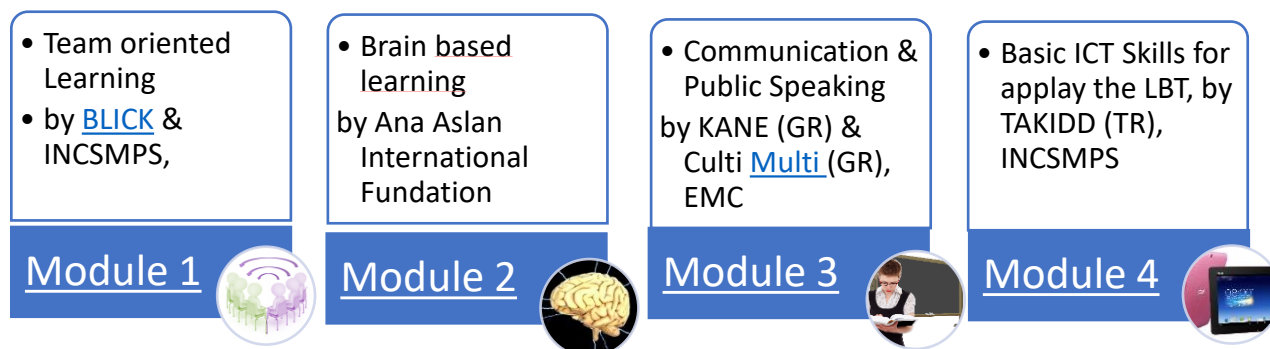 • Team oriented
Learning
• by BLICK &
INCSMPS,
Module 1
• Brain based
learning
by Ana Aslan
International
Fundation
Module 2
• Communication &
Public Speaking
by KANE (GR) &
Culti Multi (GR),
EMC
Module 3
• Basic ICT Skills for
applay the LBT, by
TAKIDD (TR),
INCSMPS
Module 4